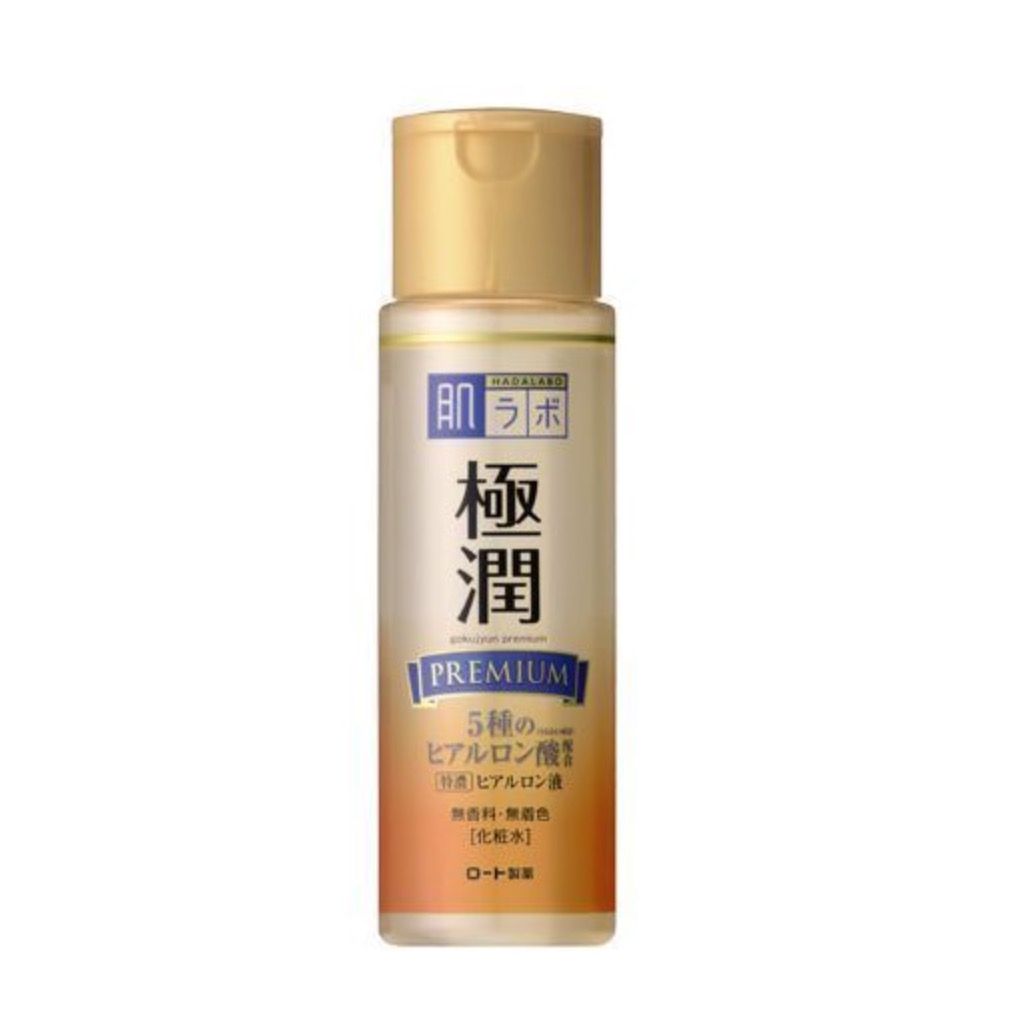 HADALABO
肌ラボ
極
潤
gokujyun premium
PREMIUM
5種の
ヒアルロン酸配合
特濃 ヒアルロン液
無香料・無着色
[化粧水]
ロート製薬